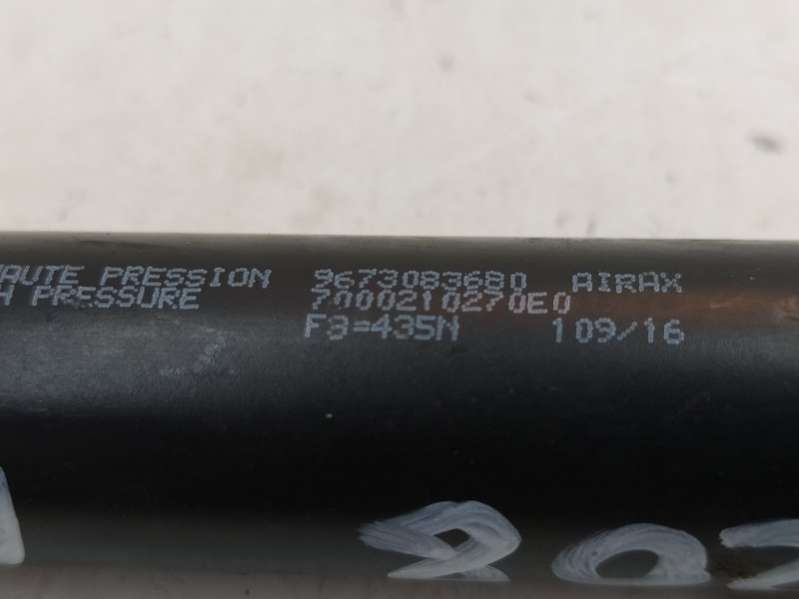 HAUTE PRESSION 9673083680 AIRAX
H PRESSURE 7000210270E0
F3=435N 109/16